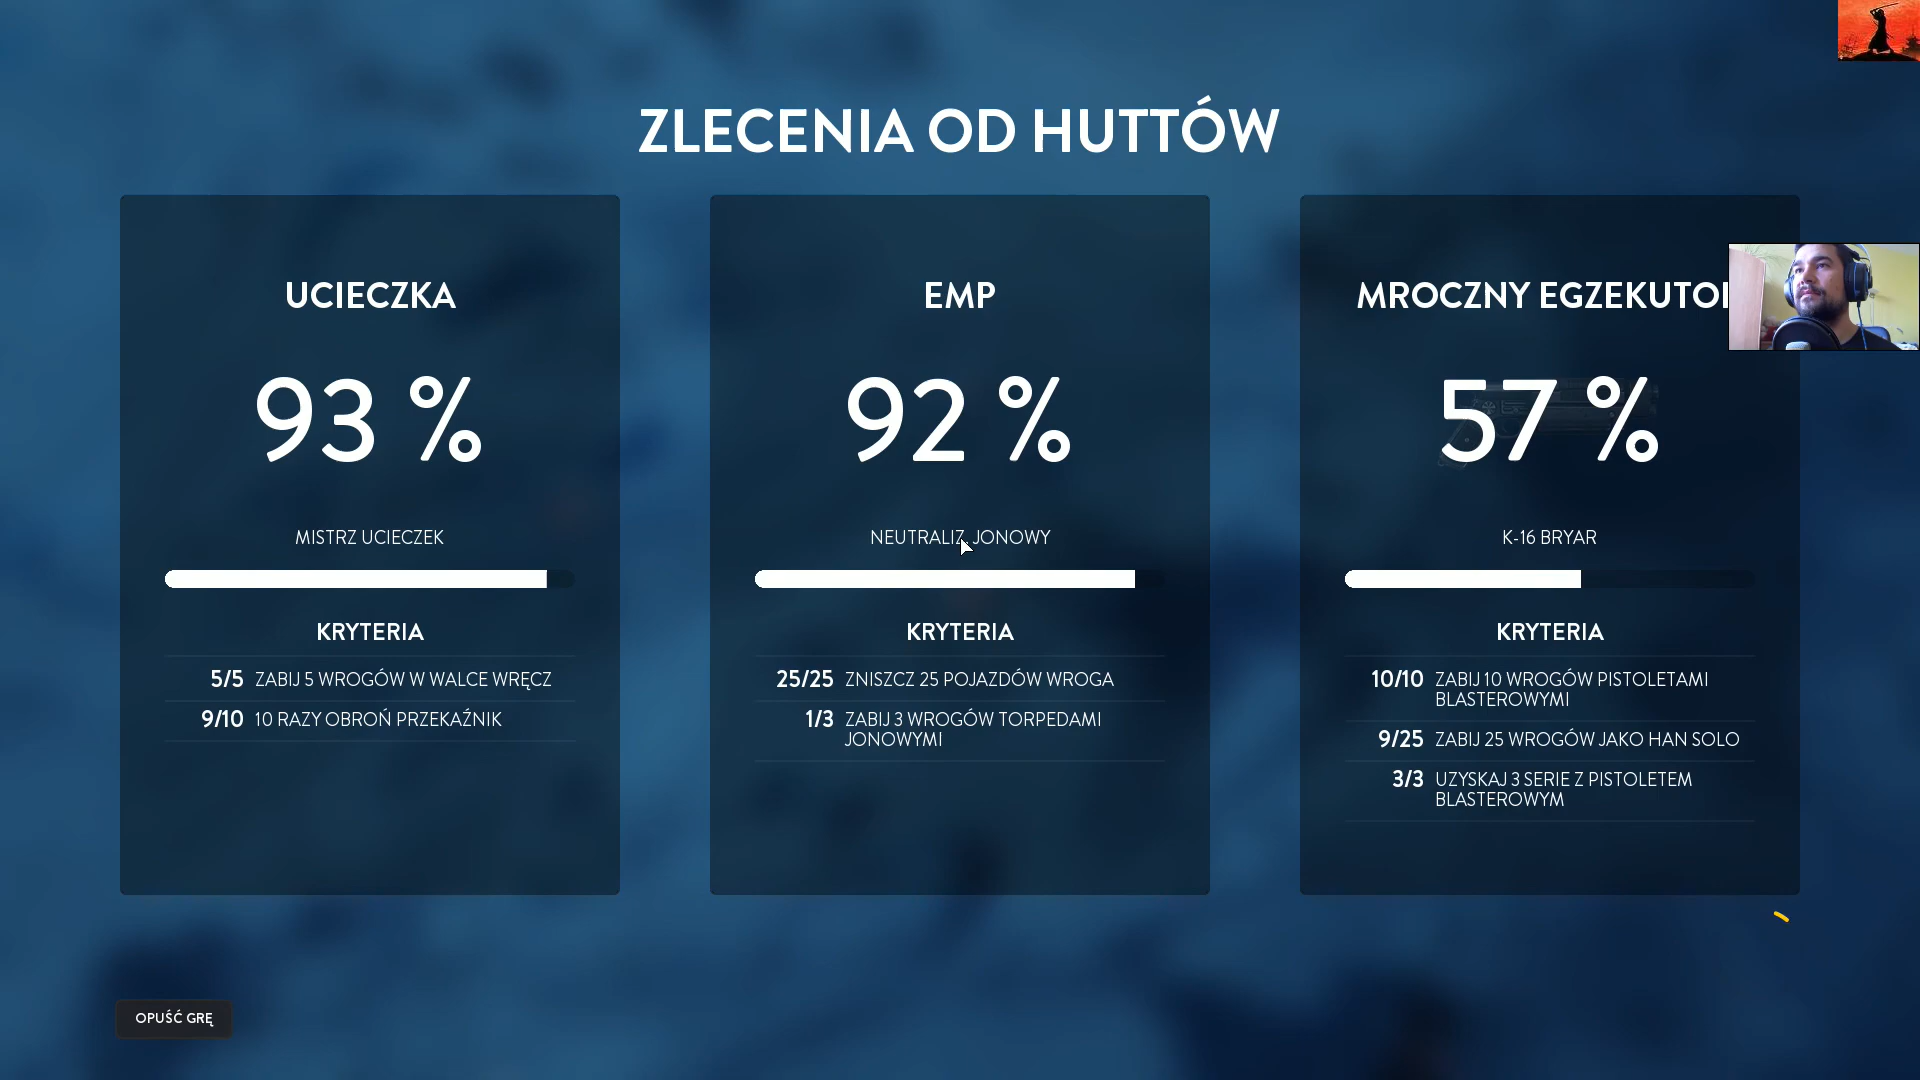 ZLECENIA OD HUTTÓW
UCIECZKA
93 %
MISTRZ UCIECZEK
KRYTERIA
5/5 ZABIJ 5 WROGÓW W WALCE WRĘCZ
9/10 10 RAZY OBROŃ PRZEKAŹNIK
EMP
92 %
NEUTRALIZ. JONOWY
KRYTERIA
25/25 ZNISZCZ 25 POJAZDÓW WROGA
1/3 ZABIJ 3 WROGÓW TORPEDAMI
JONOWYMI
MROCZNY
57 %
K-16 BRYAR
KRYTERIA
10/10 ZABIJ 10 WROGÓW PISTOLETAMI
BLASTEROWYMI
9/25 ZABIJ 25 WROGÓW JAKO HAN SOLO
3/3 UZYSKAJ 3 SERIE Z PISTOLETEM
BLASTEROWYM
OPUŚĆ GRĘ